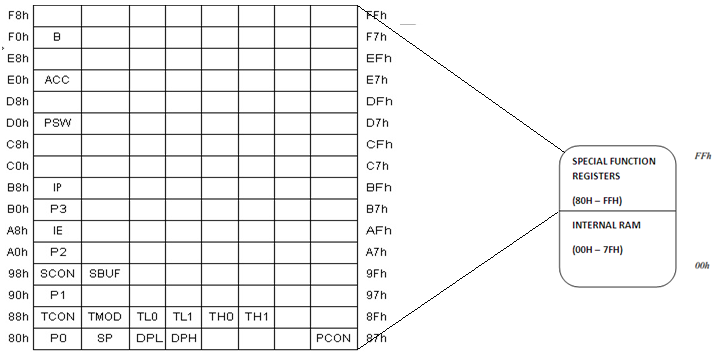 F8h FFh
F0h B F7h
E8h EFh
E0h ACC E7h
D8h DFh
D0h PSW D7h
C8h CFh
C0h C7h
B8h IP BFh
B0h P3 B7h
A8h IE AFh
A0h P2 A7h
98h SCON SBUF 9Fh
90h P1 97h
88h TCON TMOD TL0 TL1 TH0 TH1 8Fh
80h P0 SP DPL DPH PCON 87h
SPECIAL FUNCTION
REGISTERS
(80H – FFH)
INTERNAL RAM
(00H – 7FH)
FFh
00h